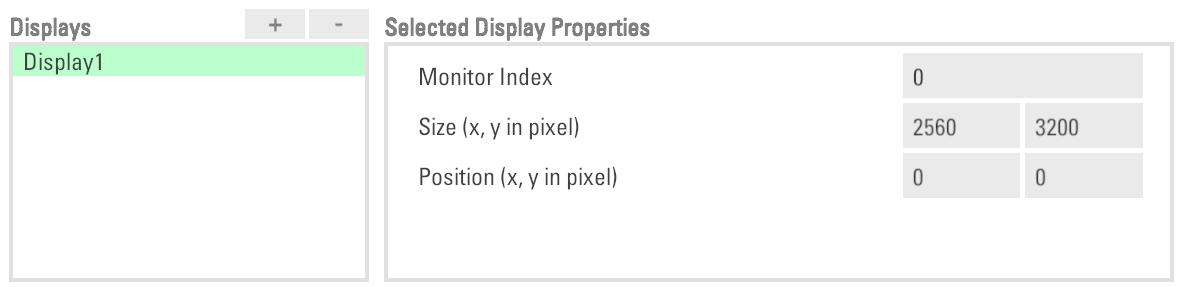 Displays + -
Display1
Selected Display Properties
Monitor Index 0
Size (x, y in pixel) 2560 3200
Position (x, y in pixel) 0 0